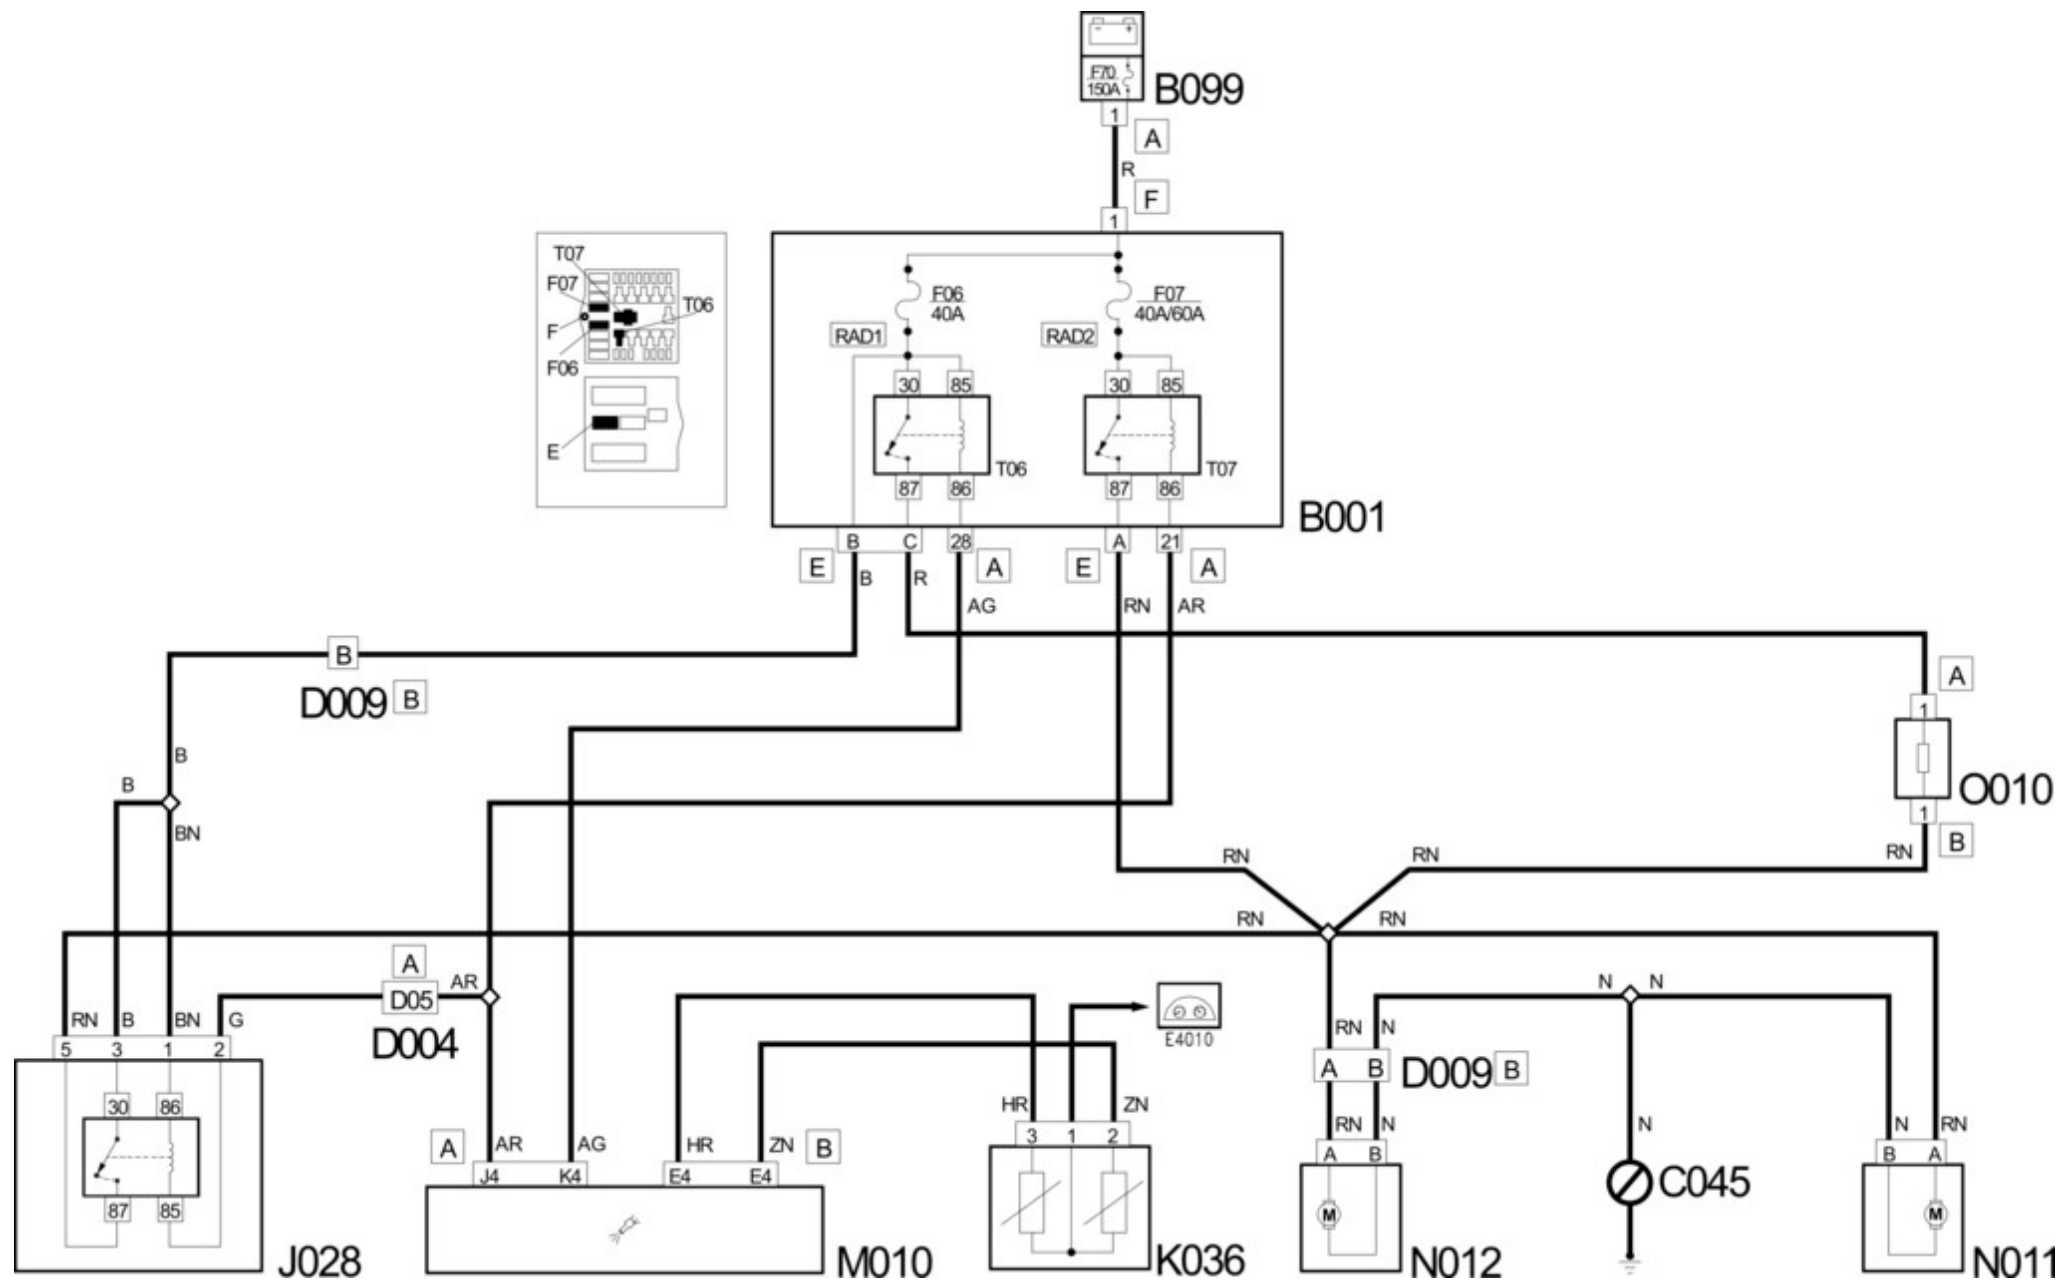 - +
F70
150A
B099
1
A
R
F
1
T07
F07
T06
F
F06
E
F06
40A
F07
40A/60A
RAD1
RAD2
30 85
30 85
T06
T07
87 86
87 86
B001
B C 28
A 21
E
A
E
A
B R
AG
RN AR
B
D009 B
A
1
O010
1
B
B
B
BN
RN
RN
RN
RN
RN
A
AR
D05
D004
N N
RN B BN G
5 3 1 2
E4010
RN N
A B
D009 B
30 86
HR
ZN
3 1 2
RN N
N RN
A
AR
AG
HR
ZN
B
J4 K4
E4 E4
A B
N
B A
C045
87 85
M
M
J028
M010
K036
N012
N011